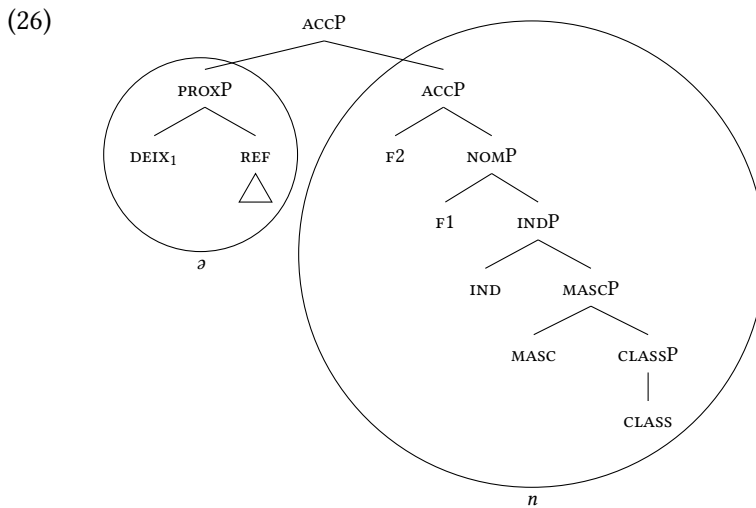 (26)
ACCP
PROXP ACCP
DEIX₁ REF F2 NOMP
F1 INDP
ə
IND MASCP
MASC CLASSP
CLASS
n